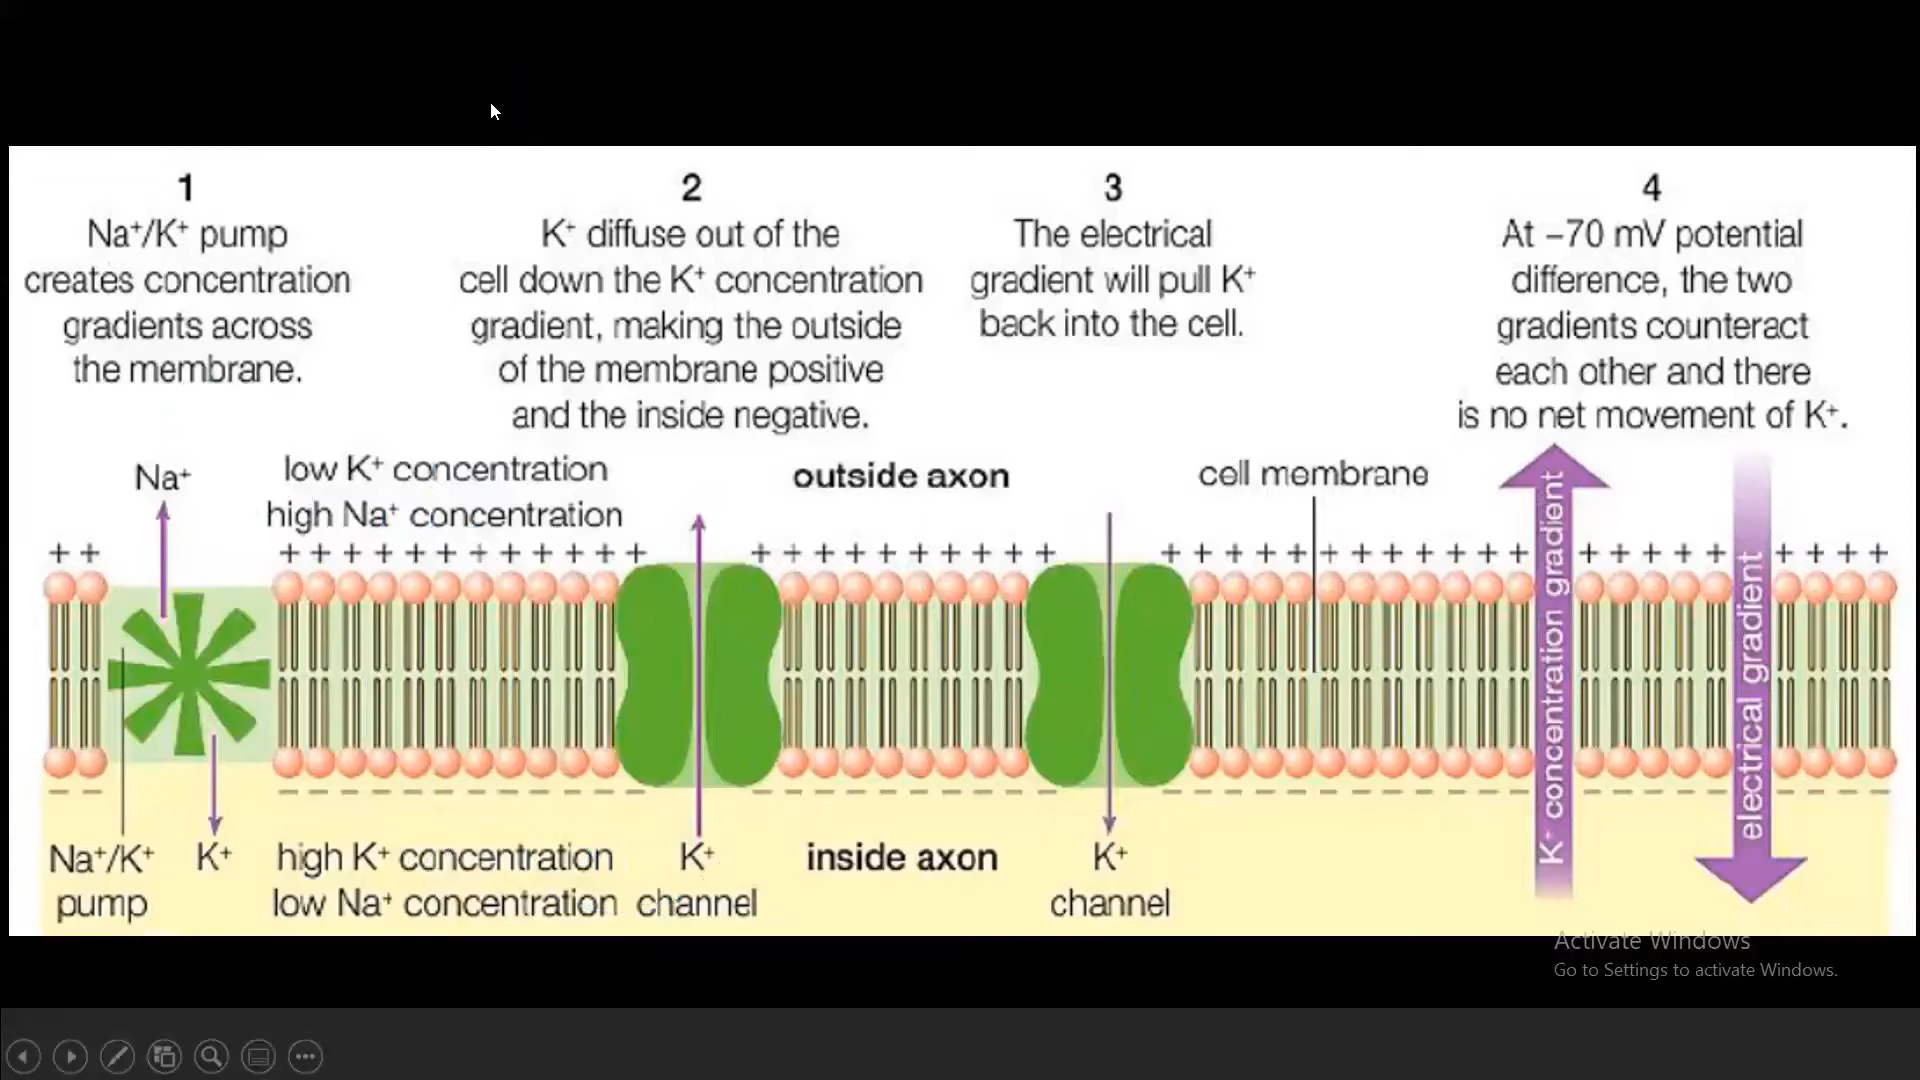 1
Na⁺/K⁺ pump
creates concentration
gradients across
the membrane.
2
K⁺ diffuse out of the
cell down the K⁺ concentration
gradient, making the outside
of the membrane positive
and the inside negative.
3
The electrical
gradient will pull K⁺
back into the cell.
4
At –70 mV potential
difference, the two
gradients counteract
each other and there
is no net movement of K⁺.
Na⁺
low K⁺ concentration
high Na⁺ concentration
outside axon
cell membrane
+ +
+ + + + + + + + + + + +
+ + + + + + + + + +
+ + + + + + + + + + + +
+ + + + +
+ + + +
K⁺ concentration gradient
electrical gradient
Na⁺/K⁺
pump
K⁺
high K⁺ concentration
low Na⁺ concentration
K⁺
channel
inside axon
K⁺
channel
Activate Windows
Go to Settings to activate Windows.